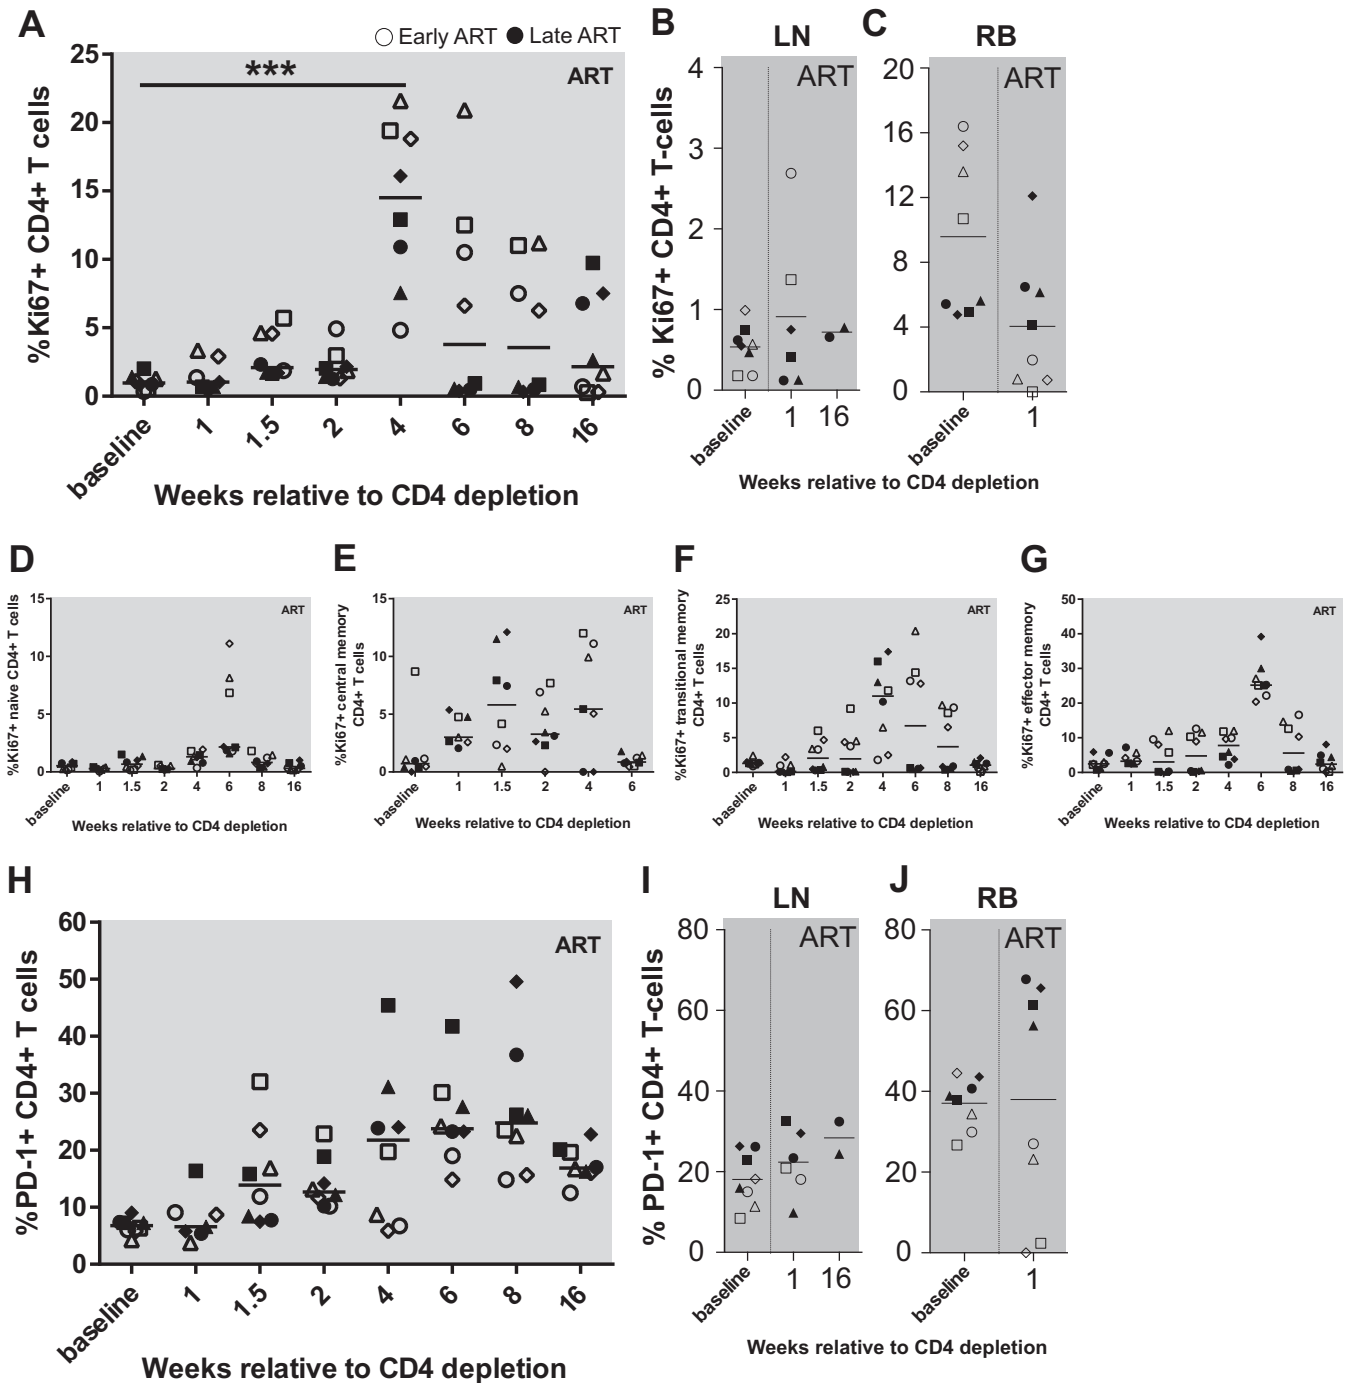 A
○ Early ART ● Late ART
ART
***
%Ki67+ CD4+ T cells
25
20
15
10
5
0
baseline 1 1.5 2 4 6 8 16
Weeks relative to CD4 depletion
B
LN
ART
% Ki67+ CD4+ T-cells
4
3
2
1
0
baseline 1 16
C
RB
ART
20
16
12
8
4
0
baseline 1
Weeks relative to CD4 depletion
D
ART
%Ki67+ naive CD4+ T cells
15
10
5
0
baseline 1 1.5 2 4 6 8 16
Weeks relative to CD4 depletion
E
ART
%Ki67+ central memory
CD4+ T cells
15
10
5
0
baseline 1 1.5 2 4 6
Weeks relative to CD4 depletion
F
ART
%Ki67+ transitional memory
CD4+ T cells
25
20
15
10
5
0
baseline 1 1.5 2 4 6 8 16
Weeks relative to CD4 depletion
G
ART
%Ki67+ effector memory
CD4+ T cells
50
40
30
20
10
0
baseline 1 1.5 2 4 6 8 16
Weeks relative to CD4 depletion
H
ART
%PD-1+ CD4+ T cells
60
50
40
30
20
10
0
baseline 1 1.5 2 4 6 8 16
Weeks relative to CD4 depletion
I
LN
ART
% PD-1+ CD4+ T-cells
80
60
40
20
0
baseline 1 16
J
RB
ART
80
60
40
20
0
baseline 1
Weeks relative to CD4 depletion